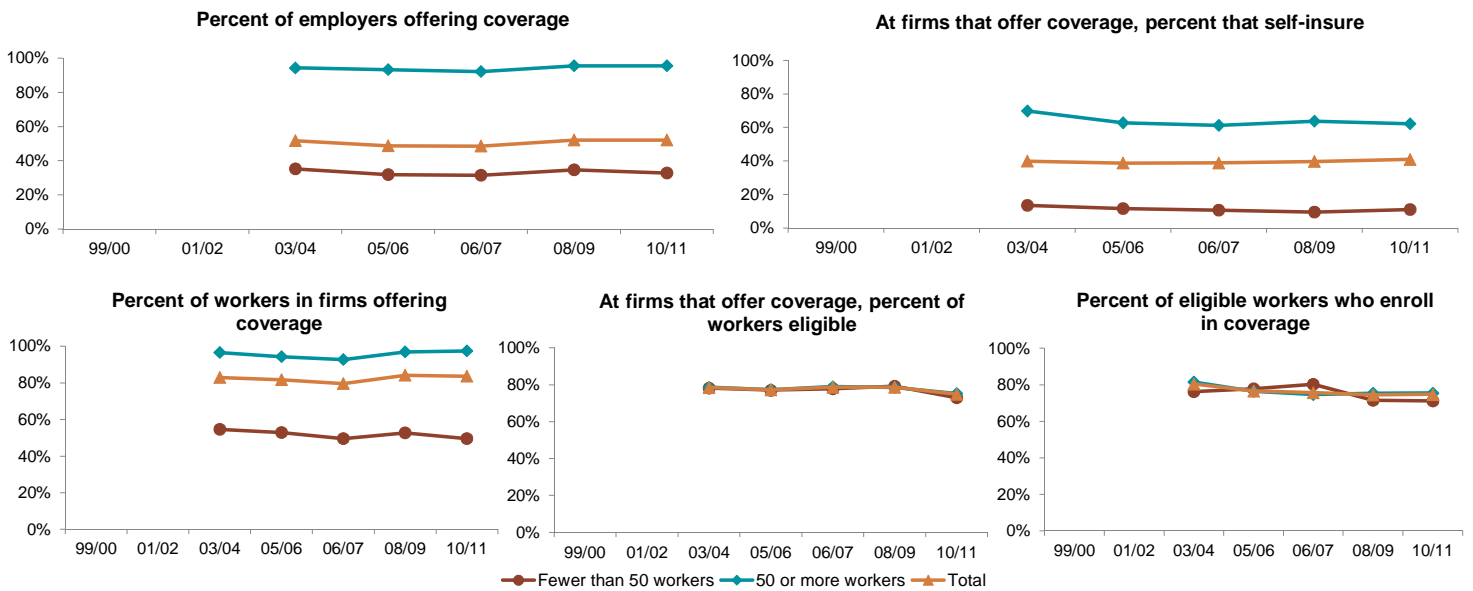 Percent of employers offering coverage
100%
80%
60%
40%
20%
0%
99/00 01/02 03/04 05/06 06/07 08/09 10/11
At firms that offer coverage, percent that self-insure
100%
80%
60%
40%
20%
0%
99/00 01/02 03/04 05/06 06/07 08/09 10/11
Percent of workers in firms offering
coverage
100%
80%
60%
40%
20%
0%
99/00 01/02 03/04 05/06 06/07 08/09 10/11
At firms that offer coverage, percent of
workers eligible
100%
80%
60%
40%
20%
0%
99/00 01/02 03/04 05/06 06/07 08/09 10/11
Percent of eligible workers who enroll
in coverage
100%
80%
60%
40%
20%
0%
99/00 01/02 03/04 05/06 06/07 08/09 10/11
Fewer than 50 workers 50 or more workers Total